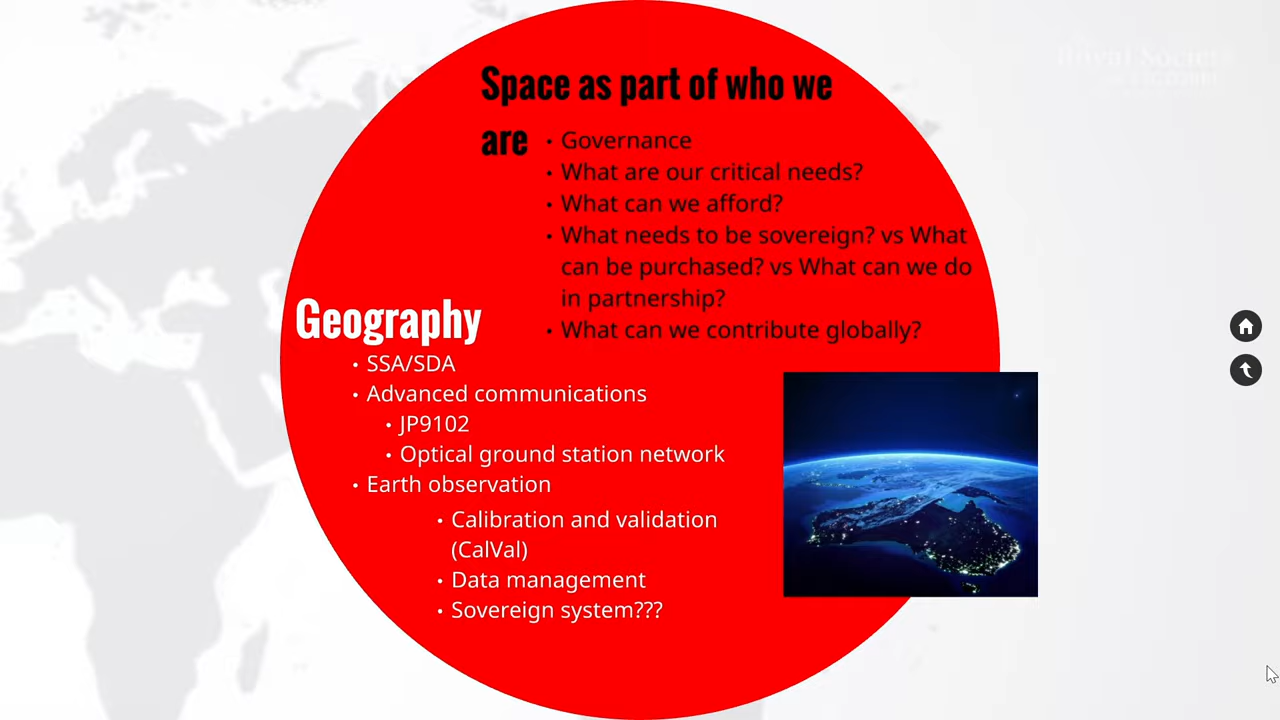 Royal Society
Space as part of who we
are
• Governance
• What are our critical needs?
• What can we afford?
• What needs to be sovereign? vs What
can be purchased? vs What can we do
in partnership?
• What can we contribute globally?
Geography
• SSA/SDA
• Advanced communications
• JP9102
• Optical ground station network
• Earth observation
• Calibration and validation
(CalVal)
• Data management
• Sovereign system???